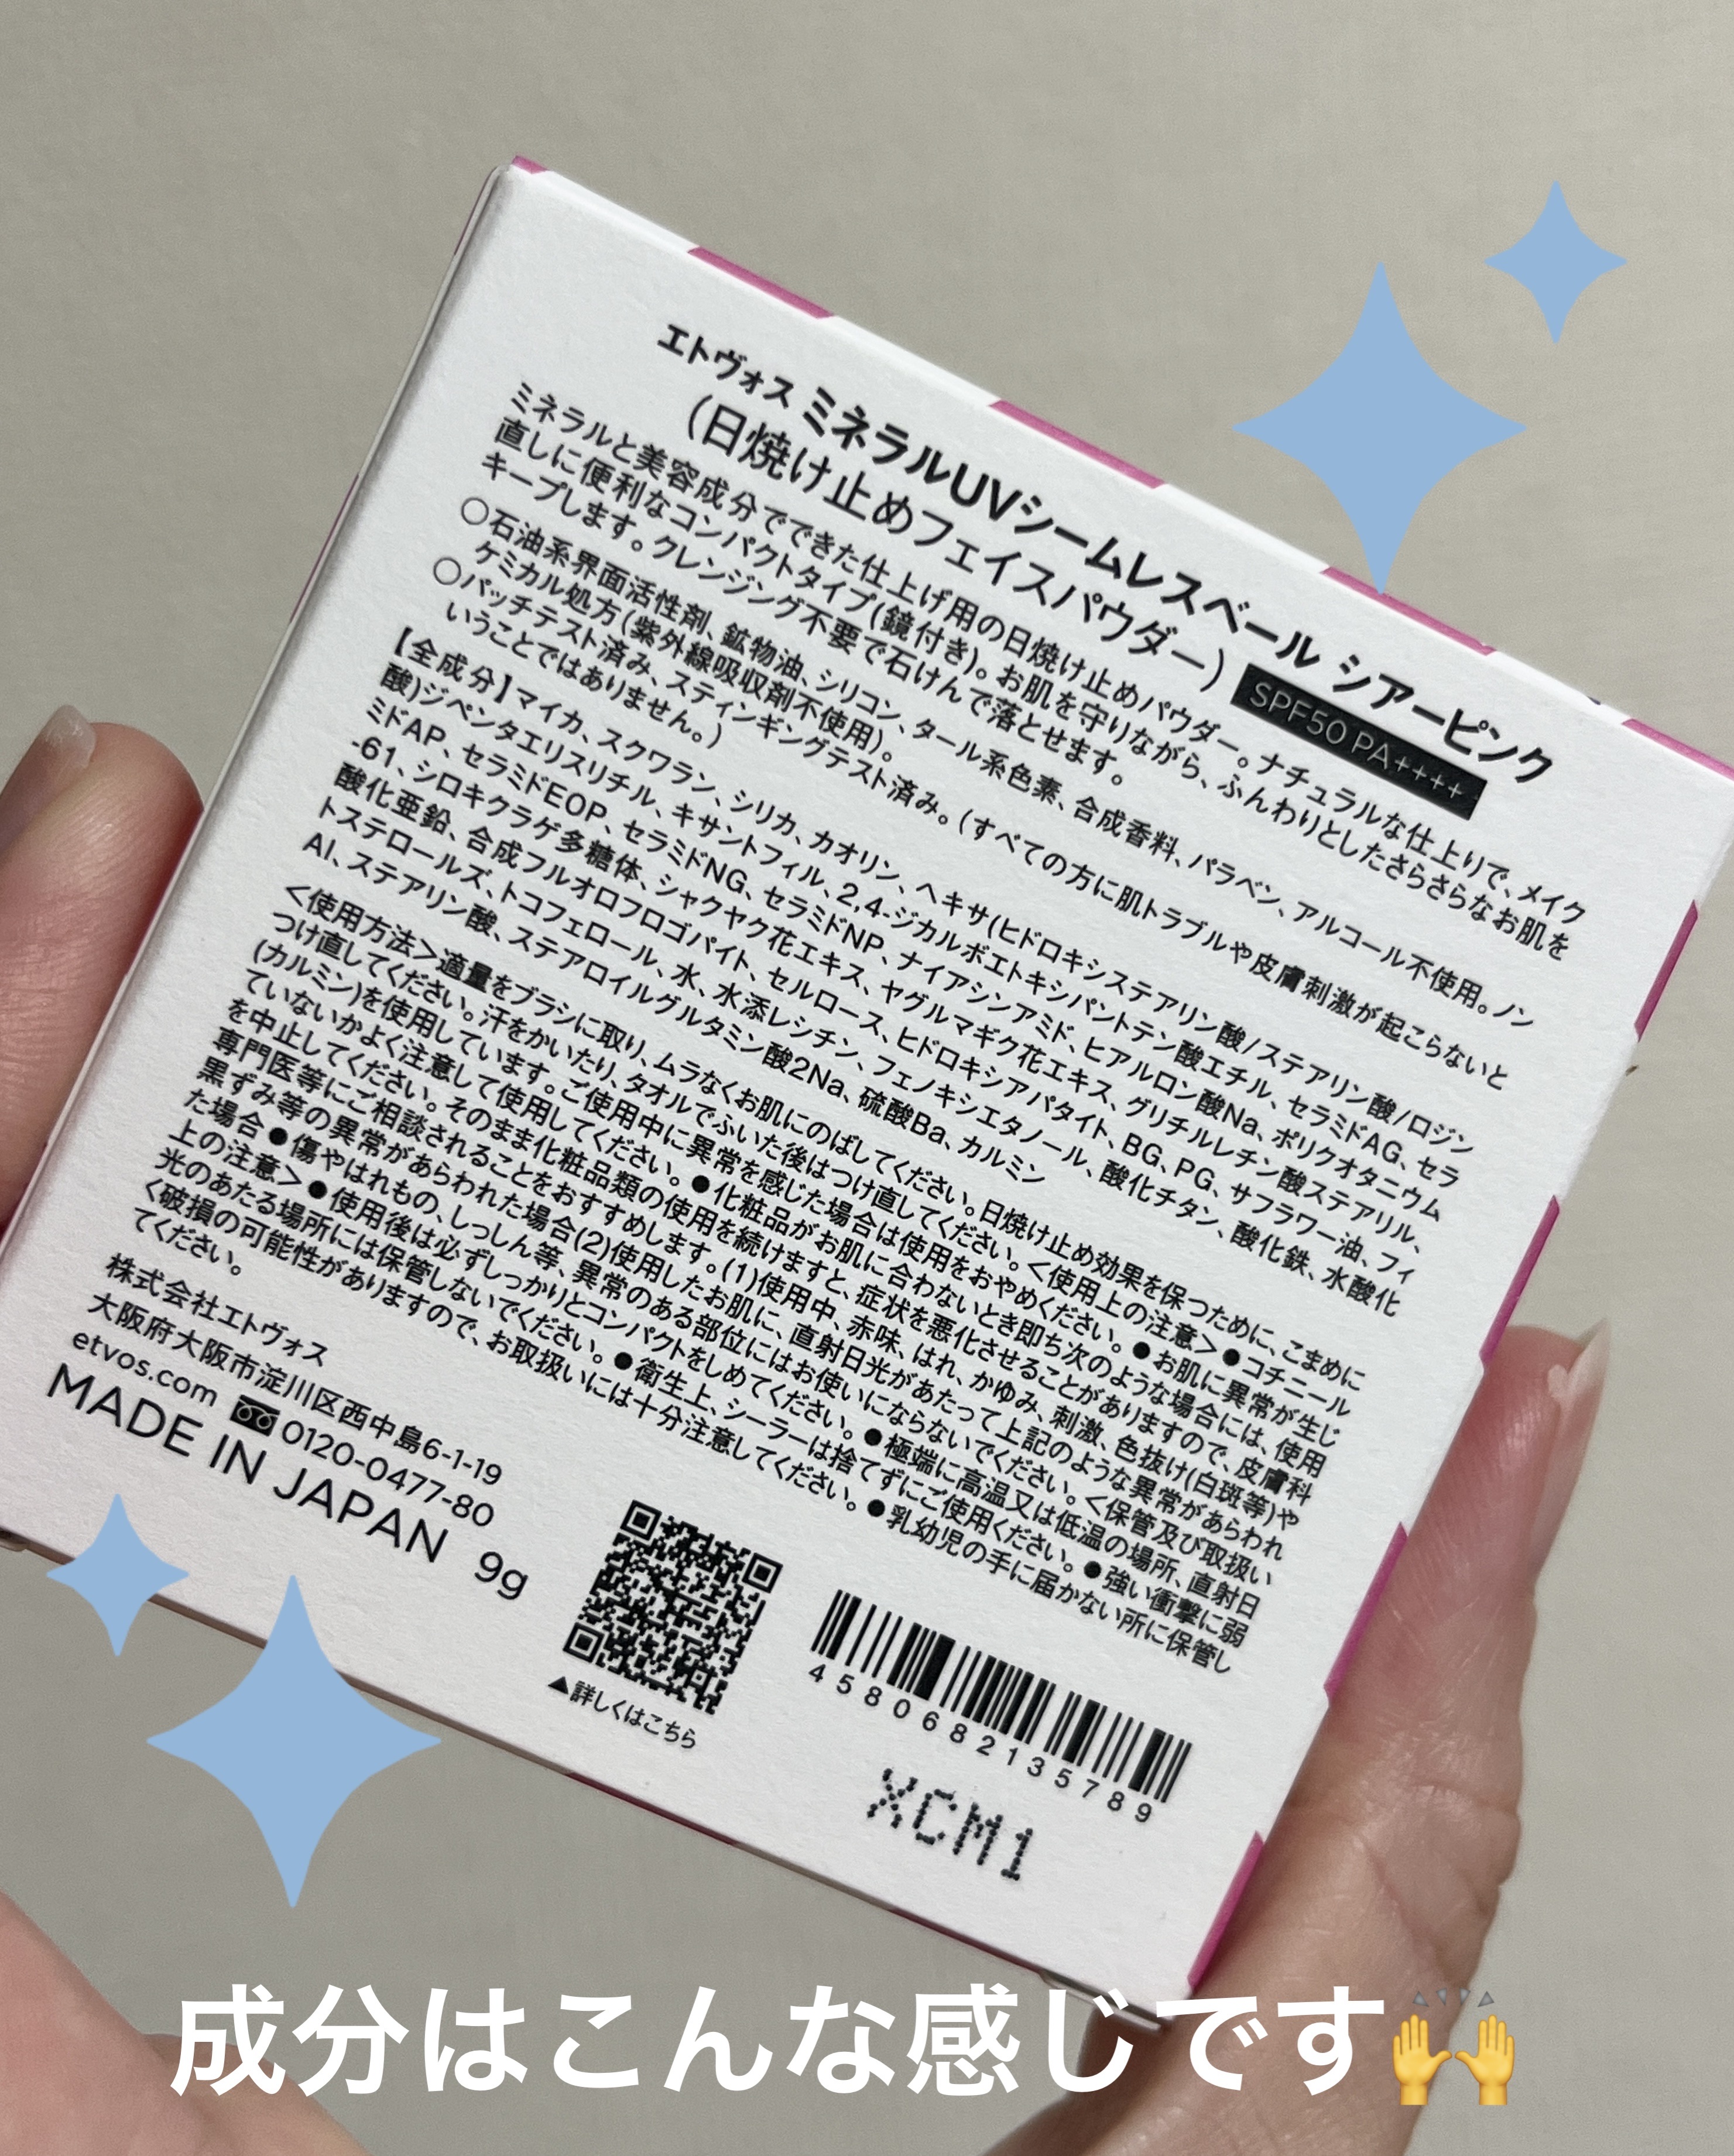 エトヴォス ミネラルUVシームレスベール シアーピンク
(日焼け止めフェイスパウダー) SPF50 PA++++
ミネラルと美容成分でできた仕上げ用の日焼け止めパウダー。ナチュラルな仕上りで、メイク
直しに便利なコンパクトタイプ(鏡付き)。お肌を守りながら、ふんわりとしたさらさらなお肌を
キープします。クレンジング不要で石けんで落とせます。
○石油系界面活性剤、鉱物油、シリコン、タール系色素、合成香料、パラベン、アルコール不使用。ノン
ケミカル処方(紫外線吸収剤不使用)。
○パッチテスト済み、スティンギングテスト済み。(すべての方に肌トラブルや皮膚刺激が起こらないと
いうことではありません。)
【全成分】マイカ、スクワラン、シリカ、カオリン、ヘキサ(ヒドロキシステアリン酸/ステアリン酸/ロジン
酸)ジペンタエリスリチル、キサントフィル、2,4-ジカルボエトキシパントテン酸エチル、セラミドAG、セラ
ミドAP、セラミドEOP、セラミドNG、セラミドNP、ナイアシンアミド、ヒアルロン酸Na、ポリクオタニウム
-61、シロキクラゲ多糖体、シャクヤク花エキス、ヤグルマギク花エキス、グリチルレチン酸ステアリル、
酸化亜鉛、合成フルオロフロゴパイト、セルロース、ヒドロキシアパタイト、BG、PG、サフラワー油、フィ
トステロールズ、トコフェロール、水、水添レシチン、フェノキシエタノール、酸化チタン、酸化鉄、水酸化
Al、ステアリン酸、ステアロイルグルタミン酸2Na、硫酸Ba、カルミン
<使用方法>適量をブラシに取り、ムラなくお肌にのばしてください。日焼け止め効果を保つために、こまめに
つけ直してください。汗をかいたり、タオルでふいた後はつけ直してください。<使用上の注意>●コチニール
(カルミン)を使用しています。ご使用中に異常を感じた場合は使用をおやめください。●お肌に異常が生じ
ていないかよく注意して使用してください。●化粧品がお肌に合わないとき即ち次のような場合には、使用
を中止してください。そのまま化粧品類の使用を続けますと、症状を悪化させることがありますので、皮膚科
専門医等にご相談されることをおすすめします。(1)使用中、赤味、はれ、かゆみ、刺激、色抜け(白斑等)や
黒ずみ等の異常があらわれた場合(2)使用したお肌に、直射日光があたって上記のような異常があらわれ
た場合●傷やはれもの、しっしん等、異常のある部位にはお使いにならないでください。<保管及び取扱い
上の注意>●使用後は必ずしっかりとコンパクトをしめてください。●極端に高温又は低温の場所、直射日
光のあたる場所には保管しないでください。●衛生上、シーラーは捨てずにご使用ください。●強い衝撃に弱
く破損の可能性がありますので、お取扱いには十分注意してください。●乳幼児の手に届かない所に保管し
てください。
株式会社エトヴォス
大阪府大阪市淀川区西中島6-1-19
etvos.com 0120-0477-80
MADE IN JAPAN 9g
▲詳しくはこちら
4580682135789
XCM1
成分はこんな感じです🙌